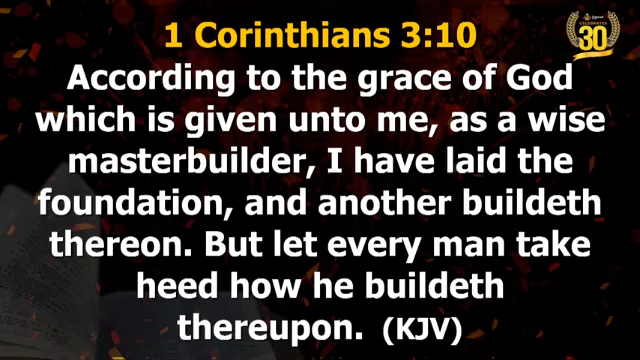 1 Corinthians 3:10
CELEBRATES
30
According to the grace of God
which is given unto me, as a wise
masterbuilder, I have laid the
foundation, and another buildeth
thereon. But let every man take
heed how he buildeth
thereupon. (KJV)